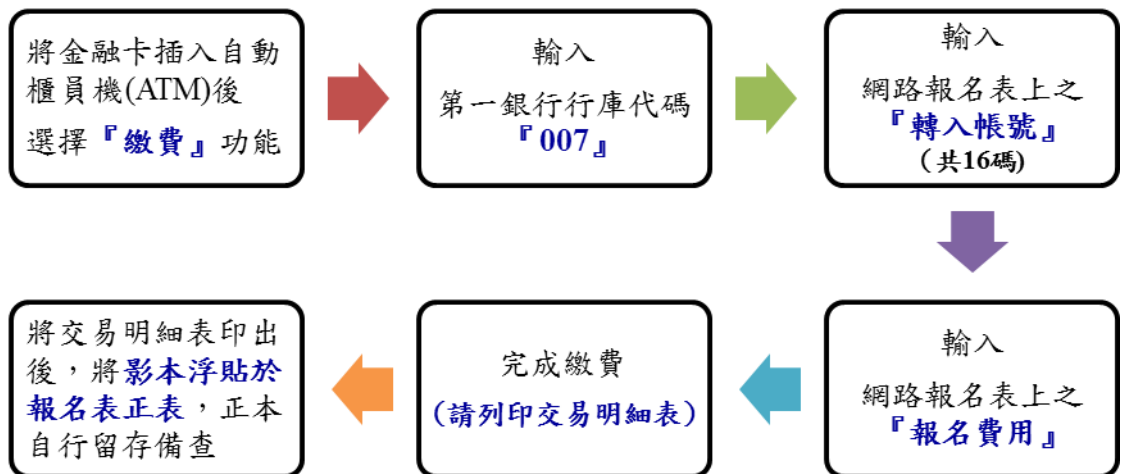 將金融卡插入自動
櫃員機(ATM)後
選擇『繳費』功能
輸入
第一銀行行庫代碼
『007』
輸入
網路報名表上之
『轉入帳號』
(共16碼)
輸入
網路報名表上之
『報名費用』
完成繳費
(請列印交易明細表)
將交易明細表印出
後，將影本浮貼於
報名表正表，正本
自行留存備查